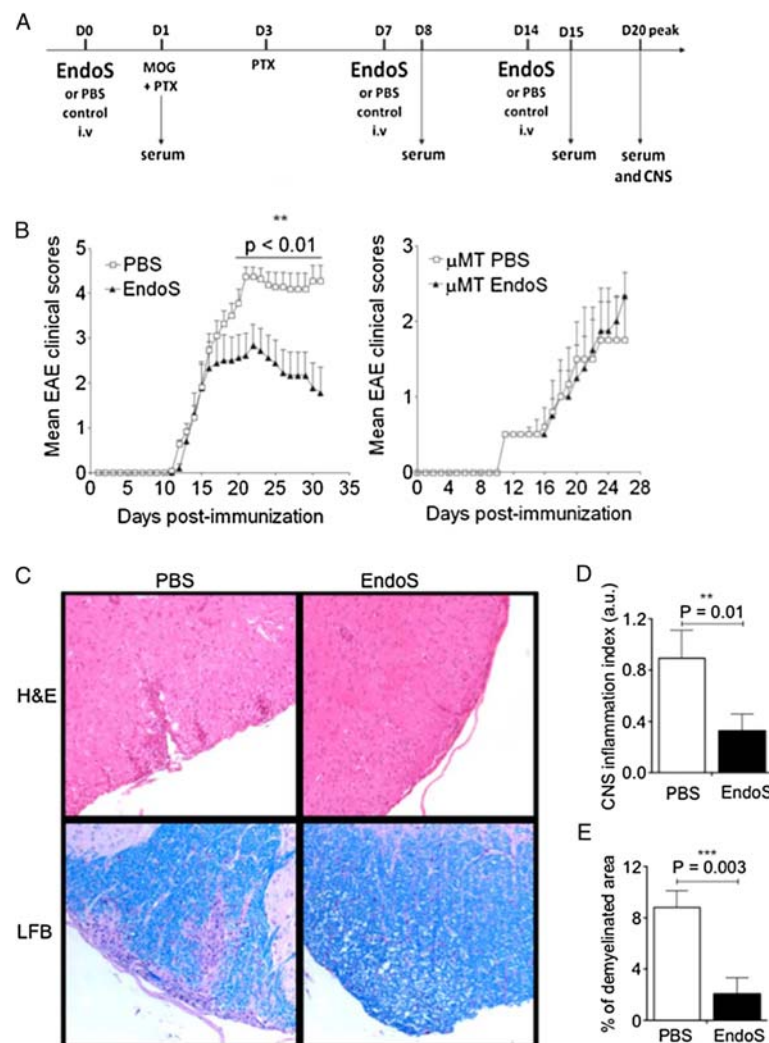 A
D0 D1 D3 D7 D8 D14 D15 D20 peak
EndoS MOG PTX EndoS EndoS
or PBS + PTX or PBS or PBS
control control control
i.v i.v i.v
serum serum serum serum
and CNS
B
**
p < 0.01
PBS
EndoS
Mean EAE clinical scores
5
4
3
2
1
0
0 5 10 15 20 25 30 35
Days post-immunization
µMT PBS
µMT EndoS
Mean EAE clinical scores
3
2
1
0
0 4 8 12 16 20 24 28
Days post-immunization
C
PBS EndoS
H&E
LFB
D
**
P = 0.01
CNS inflammation index (a.u.)
1.2
0.8
0.4
0.0
PBS EndoS
E
***
P = 0.003
% of demyelinated area
12
8
4
0
PBS EndoS